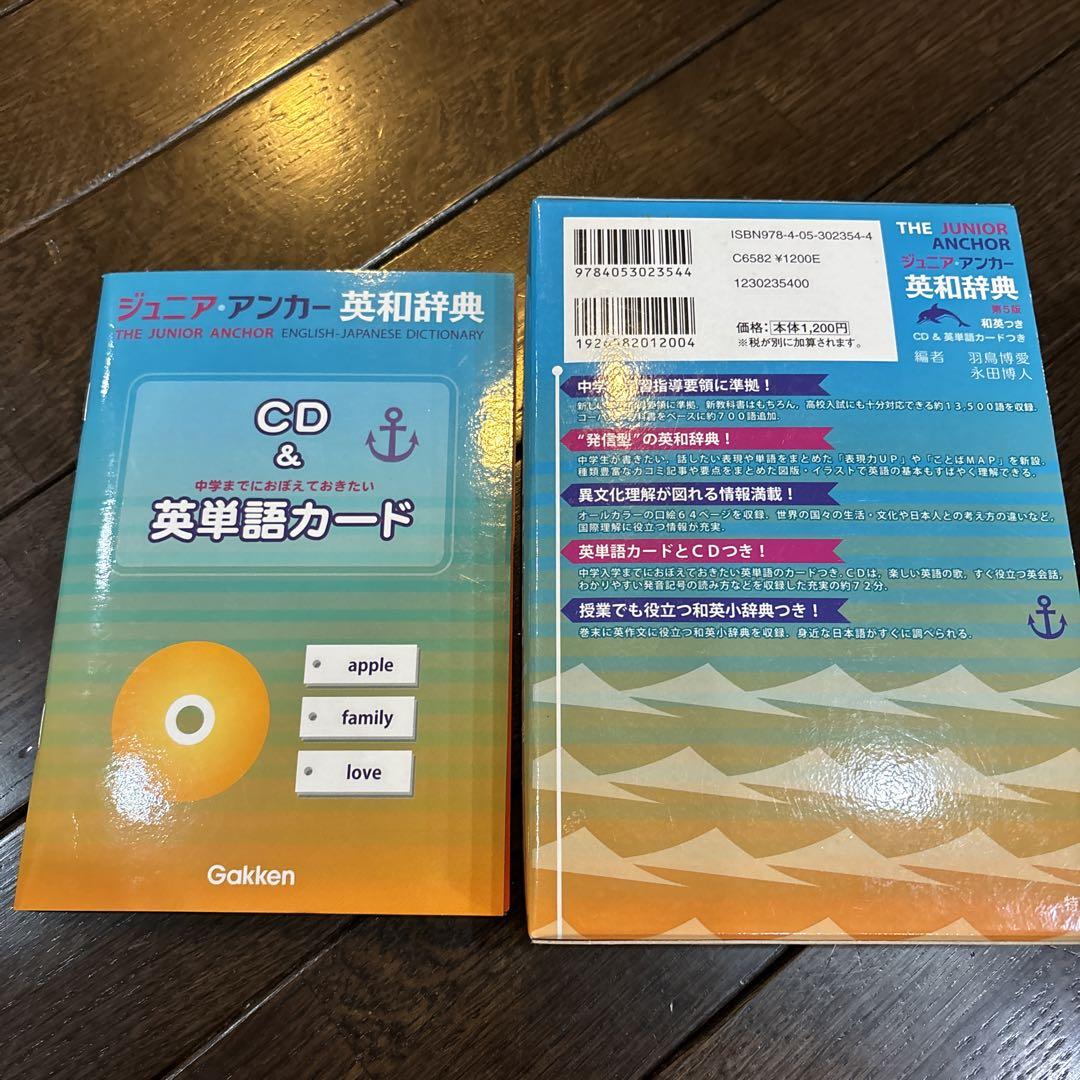 ジュニア・アンカー 英和辞典
THE JUNIOR ANCHOR ENGLISH-JAPANESE DICTIONARY
CD
&
中学までにおぼえておきたい
英単語カード
apple
family
love
Gakken
ISBN978-4-05-302354-4
C6582 ¥1200E
1230235400
9784053023544
価格:本体1,200円
※税が別に加算されます。
THE JUNIOR
ANCHOR
ジュニア・アンカー
英和辞典
第5版
和英つき
CD & 英単語カードつき
編者 羽鳥博愛
永田博人
中学 習指導要領に準拠!
新し 要領に準拠.新教科書はもちろん,高校入試にも十分対応できる約13,500語を収録.
コーパ 科書をベースに約700語追加.
“発信型”の英和辞典!
中学生が書きたい,話したい表現や単語をまとめた「表現力UP」や「ことばMAP」を新設.
種類豊富なカコミ記事や要点をまとめた図版・イラストで英語の基本もすばやく理解できる.
異文化理解が図れる情報満載!
オールカラーの口絵64ページを収録.世界の国々の生活・文化や日本人との考え方の違いなど,
国際理解に役立つ情報が充実.
英単語カードとCDつき!
中学入学までにおぼえておきたい英単語のカードつき.CDは,楽しい英語の歌,すぐ役立つ英会話,
わかりやすい発音記号の読み方などを収録した充実の約72分.
授業でも役立つ和英小辞典つき!
巻末に英作文に役立つ和英小辞典を収録.身近な日本語がすぐに調べられる.
特